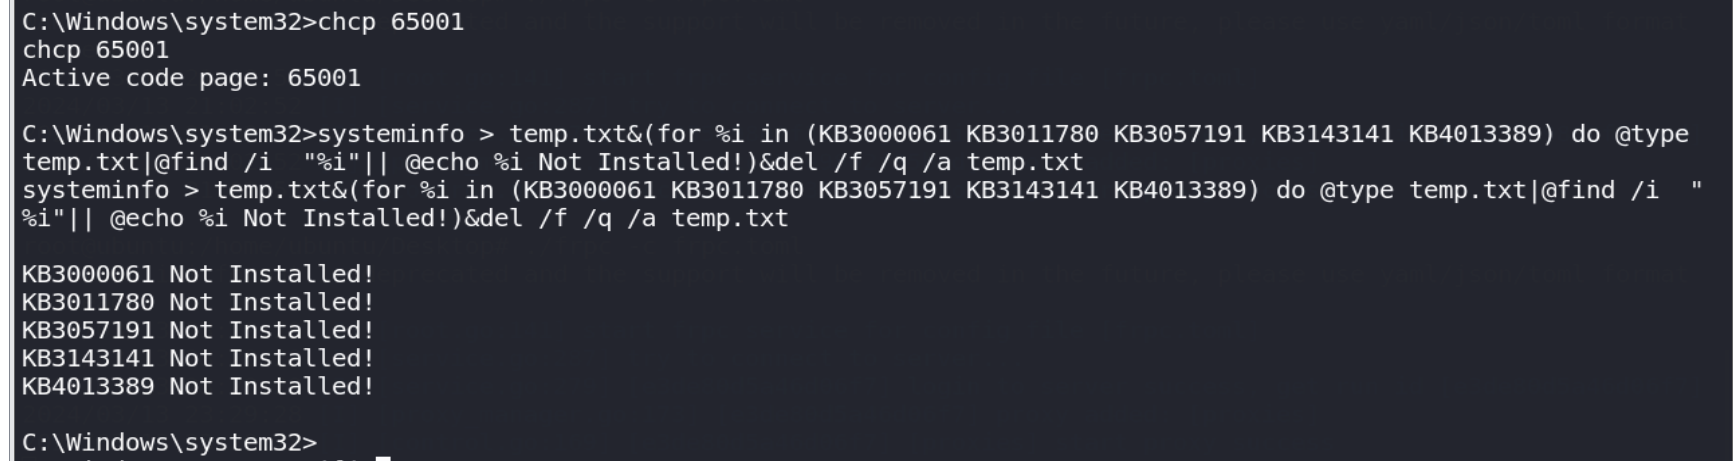 C:\Windows\system32>chcp 65001
chcp 65001
Active code page: 65001
C:\Windows\system32>systeminfo > temp.txt&(for %i in (KB3000061 KB3011780 KB3057191 KB3143141 KB4013389) do @type
temp.txt|@find /i  "%i"|| @echo %i Not Installed!)&del /f /q /a temp.txt
systeminfo > temp.txt&(for %i in (KB3000061 KB3011780 KB3057191 KB3143141 KB4013389) do @type temp.txt|@find /i  "
%i"|| @echo %i Not Installed!)&del /f /q /a temp.txt
KB3000061 Not Installed!
KB3011780 Not Installed!
KB3057191 Not Installed!
KB3143141 Not Installed!
KB4013389 Not Installed!
C:\Windows\system32>